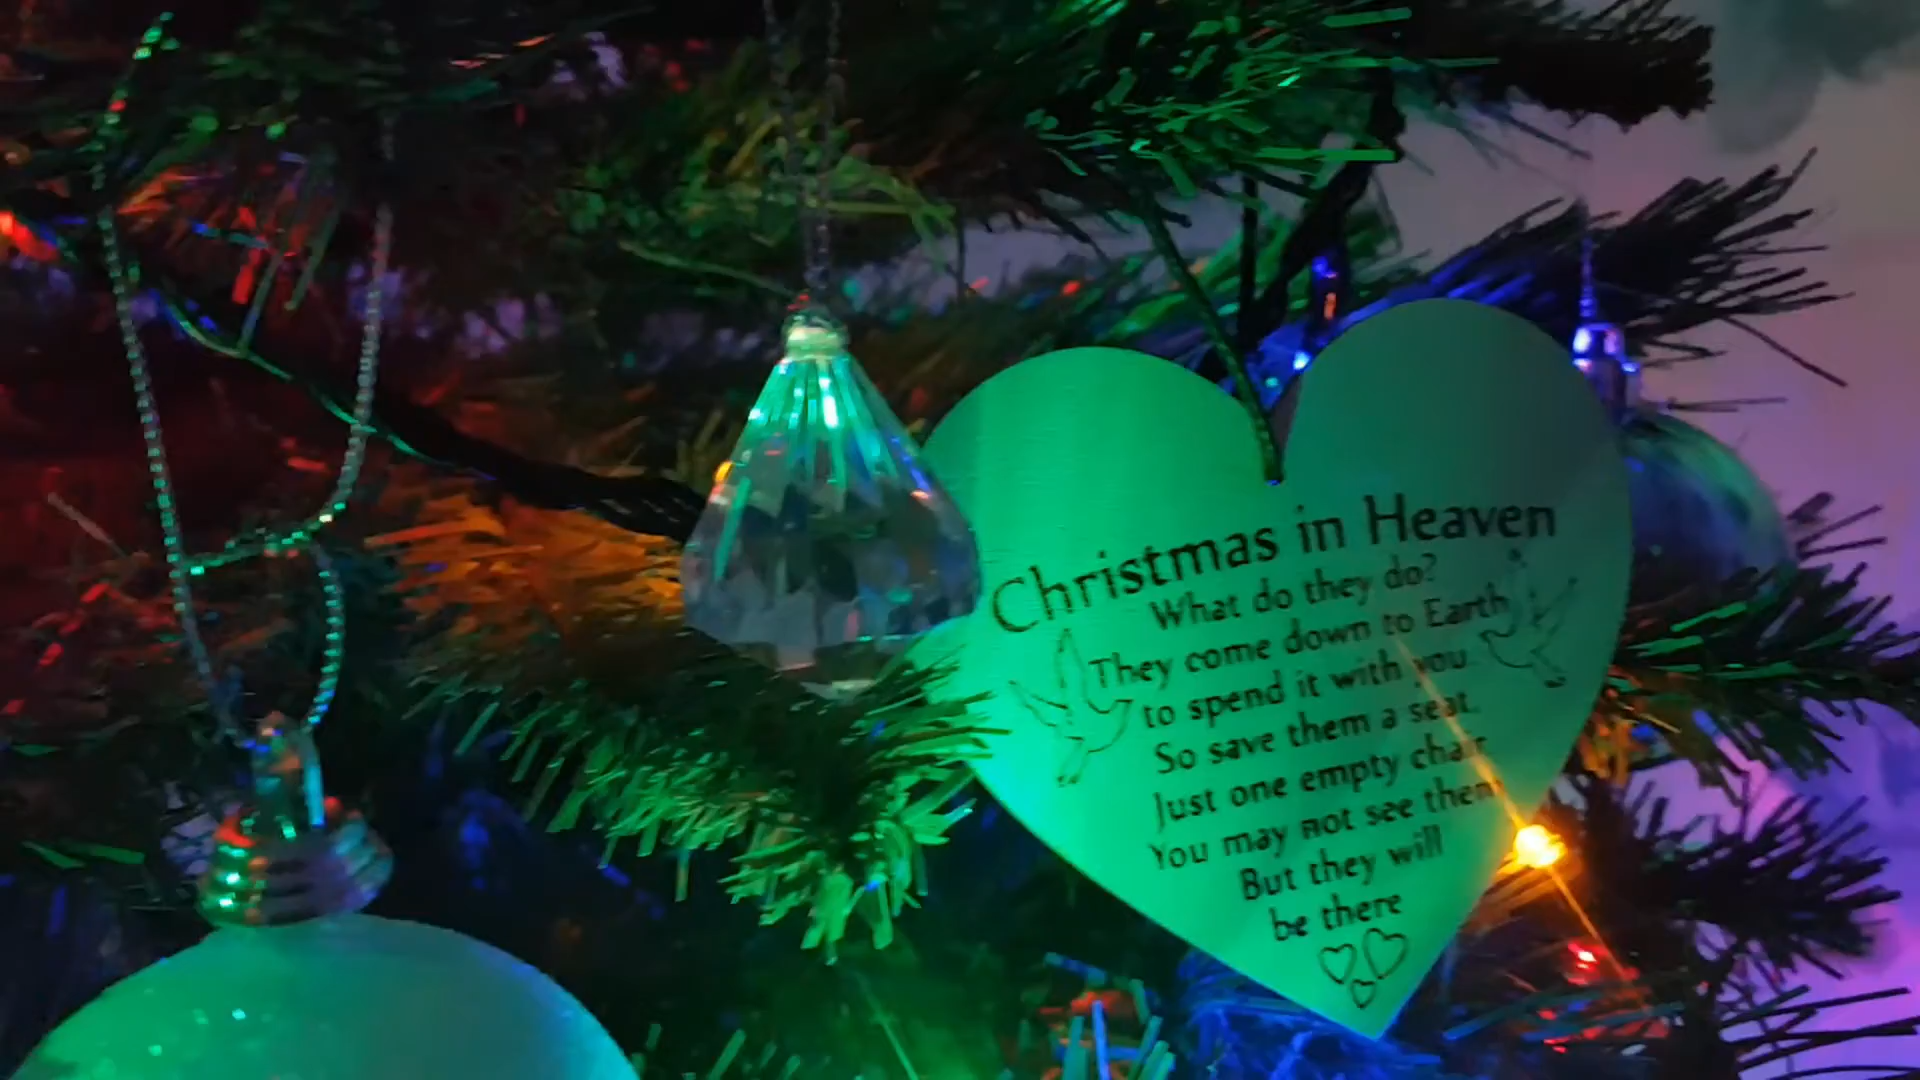 Christmas in Heaven
What do they do?
They come down to Earth
to spend it with you
So save them a seat,
Just one empty chair
You may not see them
But they will
be there